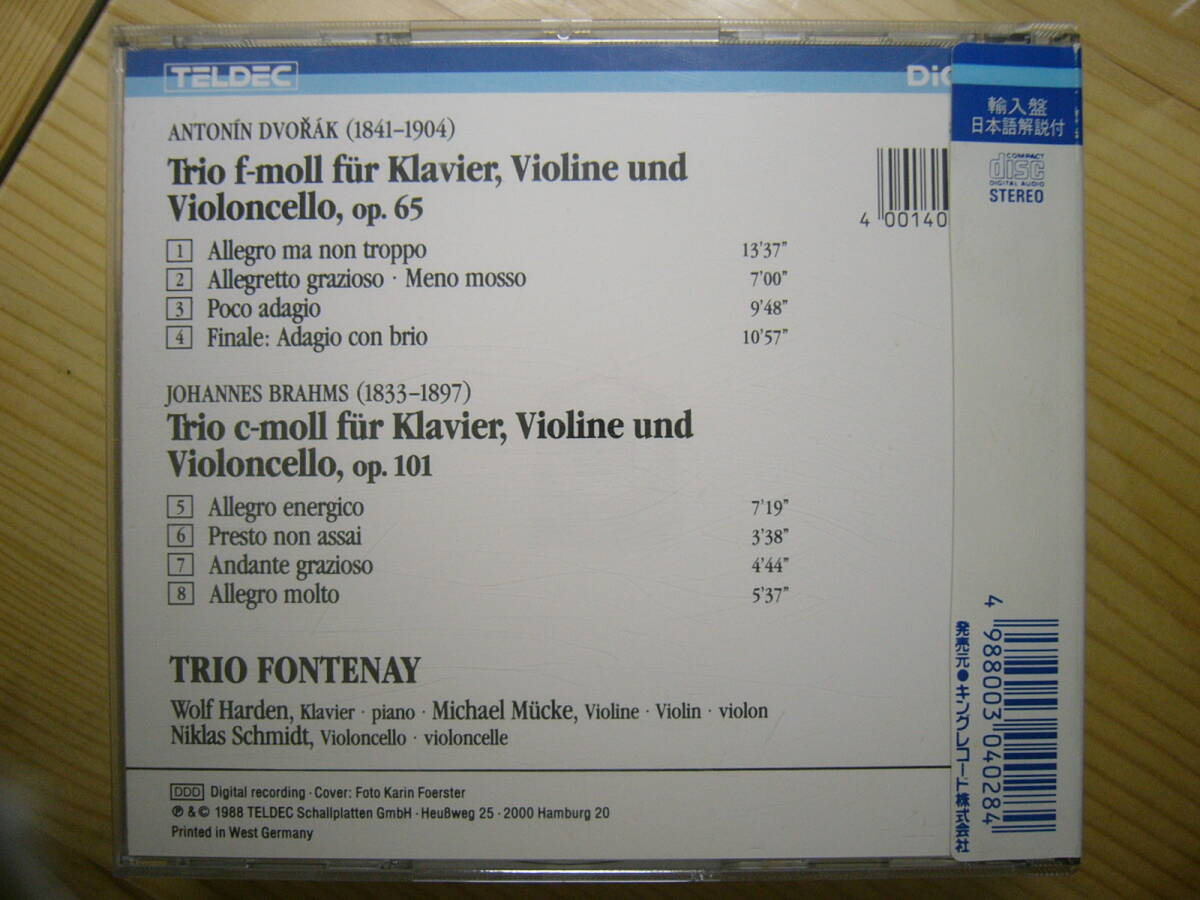 TELDEC
ANTONÍN DVOŘÁK (1841–1904)
Trio f-moll für Klavier, Violine und
Violoncello, op. 65
1 Allegro ma non troppo 13'37"
2 Allegretto grazioso · Meno mosso 7'00"
3 Poco adagio 9'48"
4 Finale: Adagio con brio 10'57"
JOHANNES BRAHMS (1833–1897)
Trio c-moll für Klavier, Violine und
Violoncello, op. 101
5 Allegro energico 7'19"
6 Presto non assai 3'38"
7 Andante grazioso 4'44"
8 Allegro molto 5'37"
TRIO FONTENAY
Wolf Harden, Klavier · piano · Michael Mücke, Violine · Violin · violon
Niklas Schmidt, Violoncello · violoncelle
DDD Digital recording · Cover: Foto Karin Foerster
℗ & © 1988 TELDEC Schallplatten GmbH · Heußweg 25 · 2000 Hamburg 20
Printed in West Germany
4 00140
輸入盤
日本語解説付
COMPACT
disc
DIGITAL AUDIO
STEREO
4 988003 040284
発売元●キングレコード株式会社